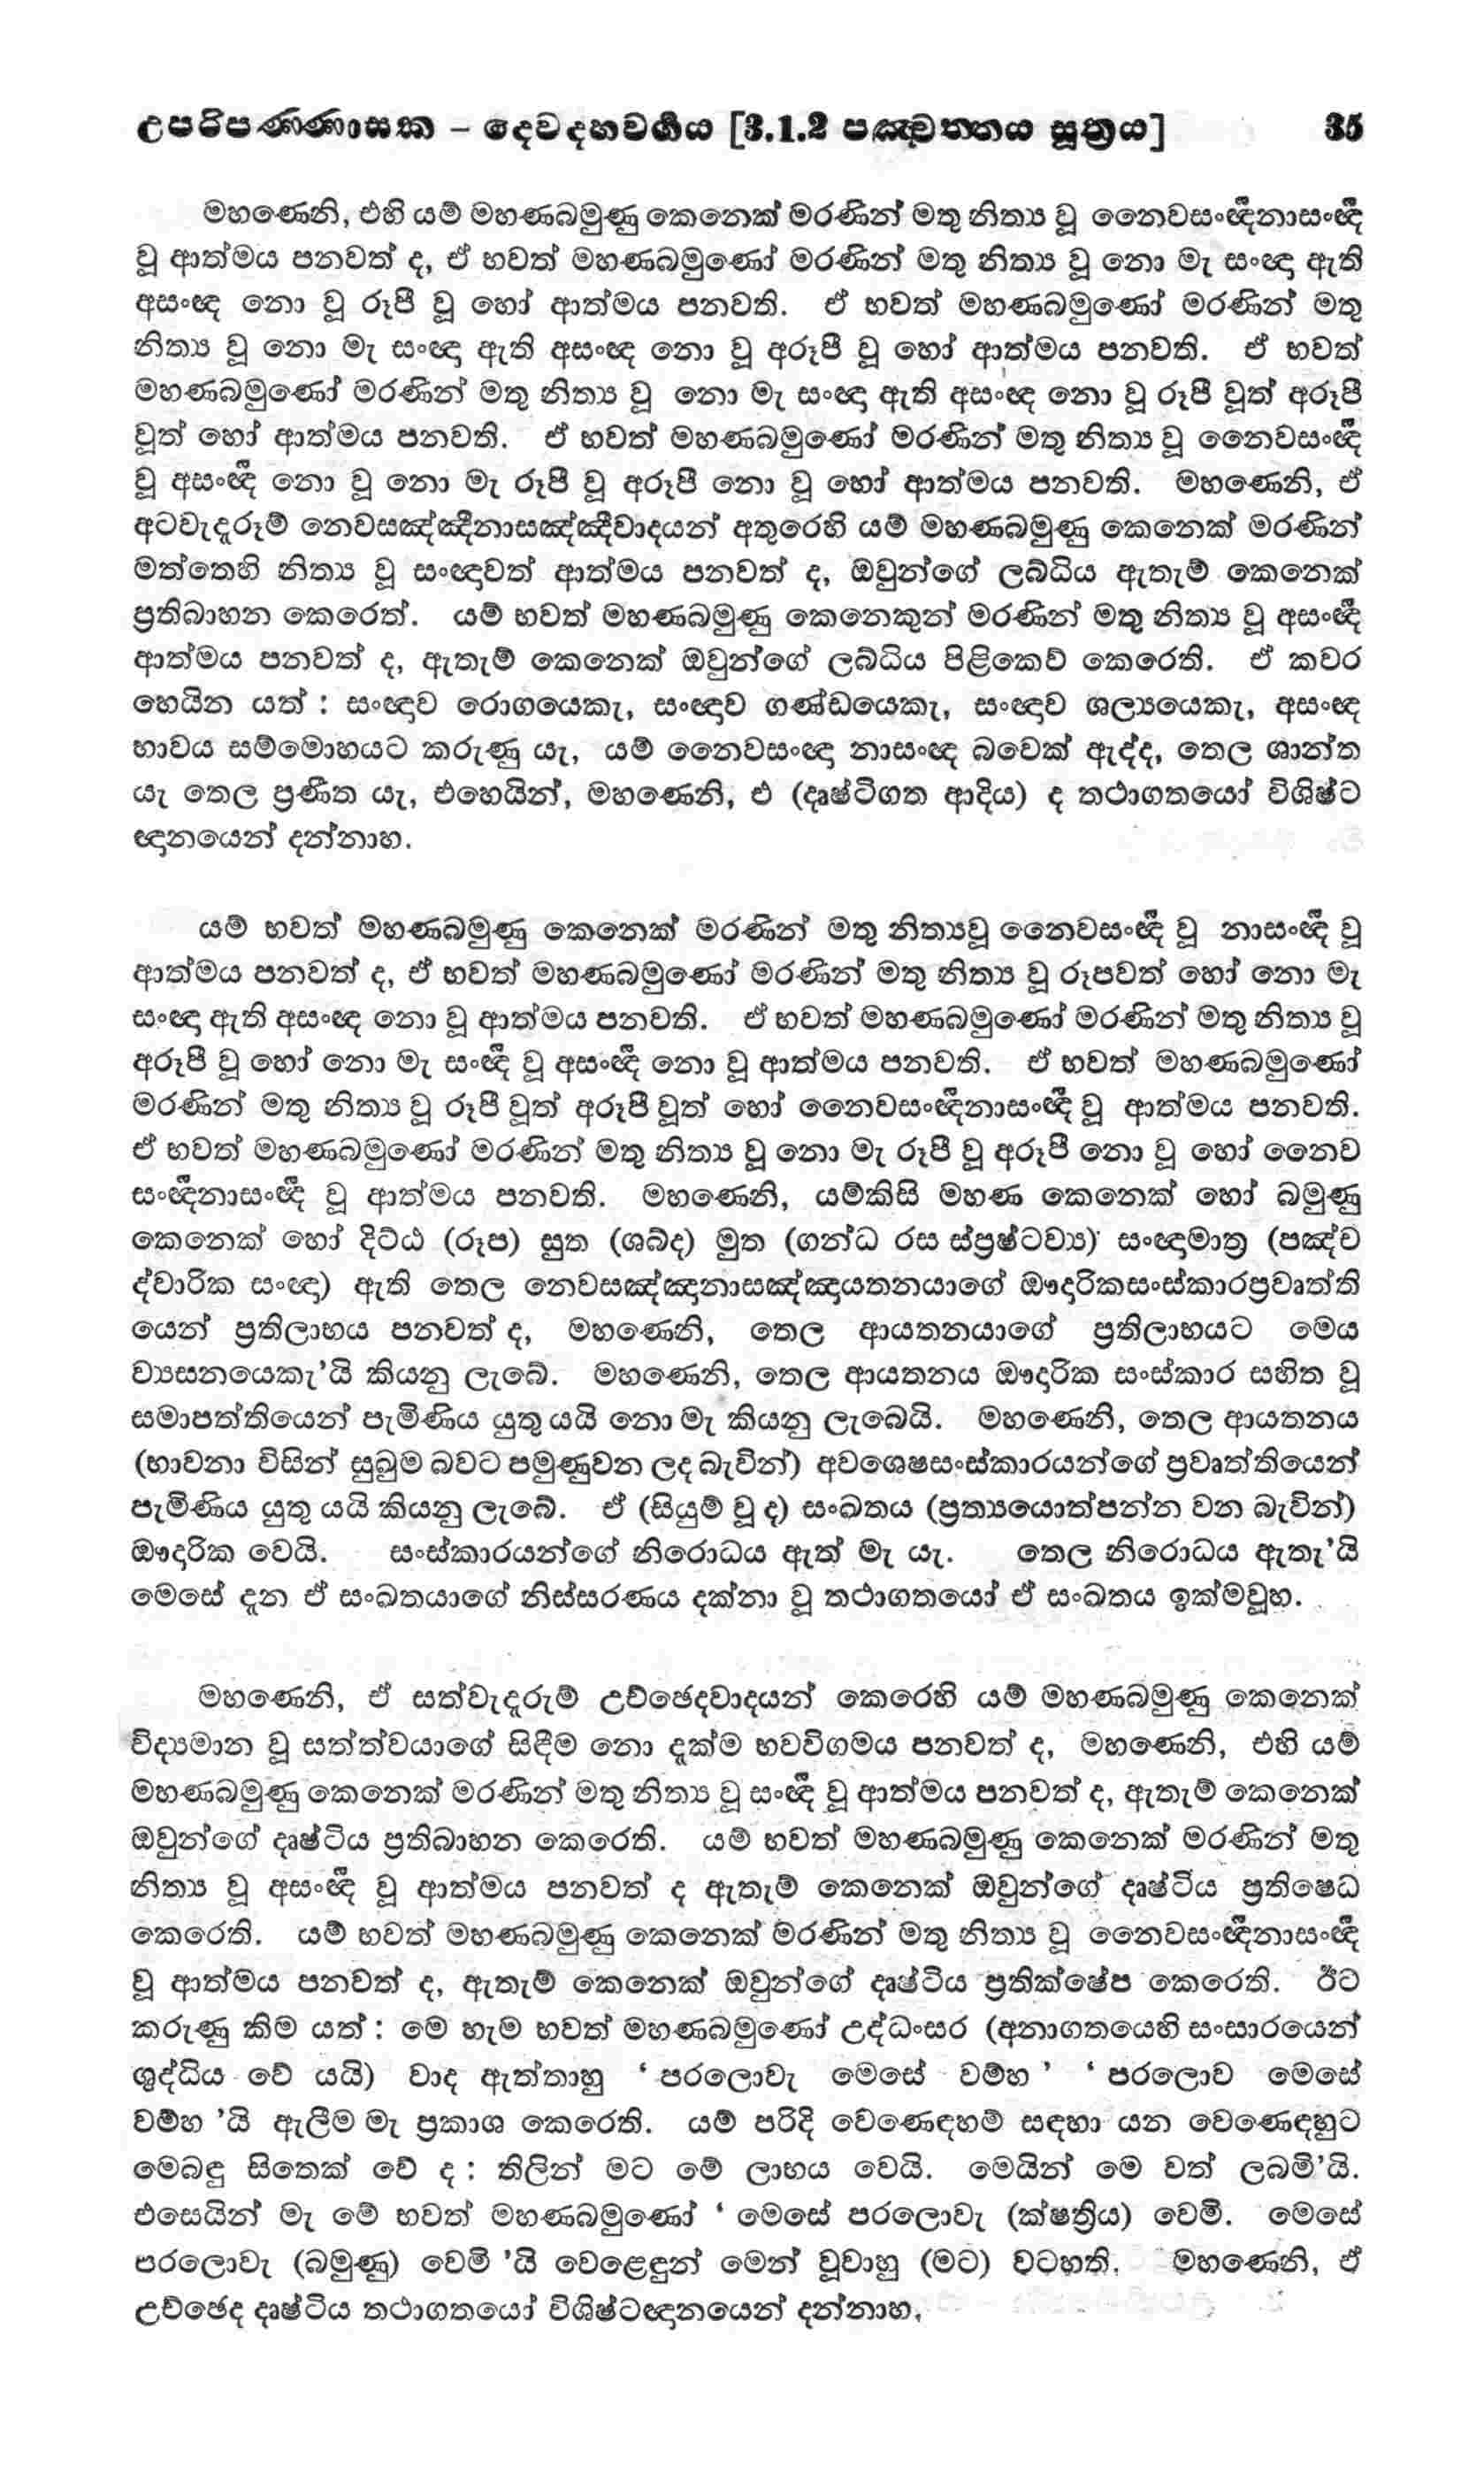 උපරිපණ්ණාසක – දෙවදහවර්ගය [3.1.2 පඤ්චත්තය සූත්‍රය] 35
මහණෙනි, එහි යම් මහණබමුණු කෙනෙක් මරණින් මතු නිත්‍ය වූ නෛවසංඥීනාසංඥී
වූ ආත්මය පනවත් ද, ඒ භවත් මහණබමුණෝ මරණින් මතු නිත්‍ය වූ නො මැ සංඥා ඇති
අසංඥ නො වූ රූපී වූ හෝ ආත්මය පනවති. ඒ භවත් මහණබමුණෝ මරණින් මතු
නිත්‍ය වූ නො මැ සංඥා ඇති අසංඥ නො වූ අරූපී වූ හෝ ආත්මය පනවති. ඒ භවත්
මහණබමුණෝ මරණින් මතු නිත්‍ය වූ නො මැ සංඥා ඇති අසංඥ නො වූ රූපී වූත් අරූපී
වූත් හෝ ආත්මය පනවති. ඒ භවත් මහණබමුණෝ මරණින් මතු නිත්‍ය වූ නෛවසංඥී
වූ අසංඥී නො වූ නො මැ රූපී වූ අරූපී නො වූ හෝ ආත්මය පනවති. මහණෙනි, ඒ
අටවැදෑරුම් නෙවසඤ්ඤීනාසඤ්ඤීවාදයන් අතුරෙහි යම් මහණබමුණු කෙනෙක් මරණින්
මත්තෙහි නිත්‍ය වූ සංඥාවත් ආත්මය පනවත් ද, ඔවුන්ගේ ලබ්ධිය ඇතැම් කෙනෙක්
ප්‍රතිබාහන කෙරෙත්. යම් භවත් මහණබමුණු කෙනෙකුන් මරණින් මතු නිත්‍ය වූ අසංඥී
ආත්මය පනවත් ද, ඇතැම් කෙනෙක් ඔවුන්ගේ ලබ්ධිය පිළිකෙව් කෙරෙති. ඒ කවර
හෙයින යත් : සංඥාව රොගයෙකැ, සංඥාව ගණ්ඩයෙකැ, සංඥාව ශල්‍යයෙකැ, අසංඥ
භාවය සම්මොහයට කරුණු යැ, යම් නෛවසංඥා නාසංඥ බවෙක් ඇද්ද, තෙල ශාන්ත
යැ තෙල ප්‍රණීත යැ, එහෙයින්, මහණෙනි, එ (දෘෂ්ටිගත ආදිය) ද තථාගතයෝ විශිෂ්ට
ඥානයෙන් දන්නාහ.
යම් භවත් මහණබමුණු කෙනෙක් මරණින් මතු නිත්‍යවූ නෛවසංඥී වූ නාසංඥී වූ
ආත්මය පනවත් ද, ඒ භවත් මහණබමුණෝ මරණින් මතු නිත්‍ය වූ රූපවත් හෝ නො මැ
සංඥා ඇති අසංඥ නො වූ ආත්මය පනවති. ඒ භවත් මහණබමුණෝ මරණින් මතු නිත්‍ය වූ
අරූපී වූ හෝ නො මැ සංඥී වූ අසංඥී නො වූ ආත්මය පනවති. ඒ භවත් මහණබමුණෝ
මරණින් මතු නිත්‍ය වූ රූපී වූත් අරූපී වූත් හෝ නෛවසංඥීනාසංඥී වූ ආත්මය පනවති.
ඒ භවත් මහණබමුණෝ මරණින් මතු නිත්‍ය වූ නො මැ රූපී වූ අරූපී නො වූ හෝ නෛව
සංඥීනාසංඥී වූ ආත්මය පනවති. මහණෙනි, යම්කිසි මහණ කෙනෙක් හෝ බමුණු
කෙනෙක් හෝ දිට්ඨ (රූප) සුත (ශබ්ද) මුත (ගන්ධ රස ස්ප්‍රෂ්ටව්‍ය) සංඥාමාත්‍ර (පඤ්ච
ද්වාරික සංඥා) ඇති තෙල නෙවසඤ්ඤානාසඤ්ඤායතනයාගේ ඖදාරිකසංස්කාරප්‍රවෘත්ති
යෙන් ප්‍රතිලාභය පනවත් ද, මහණෙනි, තෙල ආයතනයාගේ ප්‍රතිලාභයට මෙය
ව්‍යසනයෙකැ’යි කියනු ලැබේ. මහණෙනි, තෙල ආයතනය ඖදාරික සංස්කාර සහිත වූ
සමාපත්තියෙන් පැමිණිය යුතු යයි නො මැ කියනු ලැබෙයි. මහණෙනි, තෙල ආයතනය
(භාවනා විසින් සුඛුම බවට පමුණුවන ලද බැවින්) අවශෙෂසංස්කාරයන්ගේ ප්‍රවෘත්තියෙන්
පැමිණිය යුතු යයි කියනු ලැබේ. ඒ (සියුම් වූ ද) සංඛතය (ප්‍රත්‍යයොත්පන්න වන බැවින්)
ඖදාරික වෙයි. සංස්කාරයන්ගේ නිරොධය ඇත් මැ යැ. තෙල නිරොධය ඇතැ’යි
මෙසේ දැන ඒ සංඛතයාගේ නිස්සරණය දක්නා වූ තථාගතයෝ ඒ සංඛතය ඉක්මවූහ.
මහණෙනි, ඒ සත්වැදෑරුම් උච්ඡෙදවාදයන් කෙරෙහි යම් මහණබමුණු කෙනෙක්
විද්‍යමාන වූ සත්ත්වයාගේ සිඳීම නො දැක්ම භවවිගමය පනවත් ද, මහණෙනි, එහි යම්
මහණබමුණු කෙනෙක් මරණින් මතු නිත්‍ය වූ සංඥී වූ ආත්මය පනවත් ද, ඇතැම් කෙනෙක්
ඔවුන්ගේ දෘෂ්ටිය ප්‍රතිබාහන කෙරෙති. යම් භවත් මහණබමුණු කෙනෙක් මරණින් මතු
නිත්‍ය වූ අසංඥී වූ ආත්මය පනවත් ද ඇතැම් කෙනෙක් ඔවුන්ගේ දෘෂ්ටිය ප්‍රතිෂෙධ
කෙරෙති. යම් භවත් මහණබමුණු කෙනෙක් මරණින් මතු නිත්‍ය වූ නෛවසංඥීනාසංඥී
වූ ආත්මය පනවත් ද, ඇතැම් කෙනෙක් ඔවුන්ගේ දෘෂ්ටිය ප්‍රතික්ෂේප කෙරෙති. ඊට
කරුණු කිම යත් : මෙ හැම භවත් මහණබමුණෝ උද්ධංසර (අනාගතයෙහි සංසාරයෙන්
ශුද්ධිය වේ යයි) වාද ඇත්තාහු ‘ පරලොවැ මෙසේ වම්හ ’ ‘ පරලොව මෙසේ
වම්හ ’යි ඇලීම මැ ප්‍රකාශ කෙරෙති. යම් පරිදි වෙණෙඳහම් සඳහා යන වෙණෙඳහුට
මෙබඳු සිතෙක් වේ ද : තිලින් මට මේ ලාභය වෙයි. මෙයින් මෙ වත් ලබමි’යි.
එසෙයින් මැ මේ භවත් මහණබමුණෝ ‘ මෙසේ පරලොවැ (ක්ෂත්‍රිය) වෙමි. මෙසේ
පරලොවැ (බමුණු) වෙමි ’යි වෙළෙඳුන් මෙන් වූවාහු (මට) වටහති. මහණෙනි, ඒ
උච්ඡෙද දෘෂ්ටිය තථාගතයෝ විශිෂ්ටඥානයෙන් දන්නාහ,